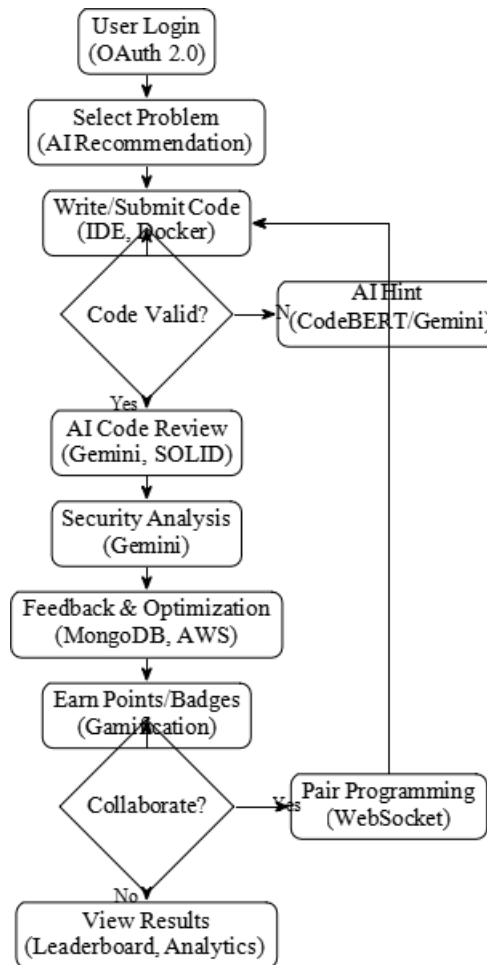 User Login
(OAuth 2.0)
Select Problem
(AI Recommendation)
Write/Submit Code
(IDE, Docker)
Code Valid?
N
AI Hint
(CodeBERT/Gemini)
Yes
AI Code Review
(Gemini, SOLID)
Security Analysis
(Gemini)
Feedback & Optimization
(MongoDB, AWS)
Earn Points/Badges
(Gamification)
Collaborate?
Yes
Pair Programming
(WebSocket)
No
View Results
(Leaderboard, Analytics)